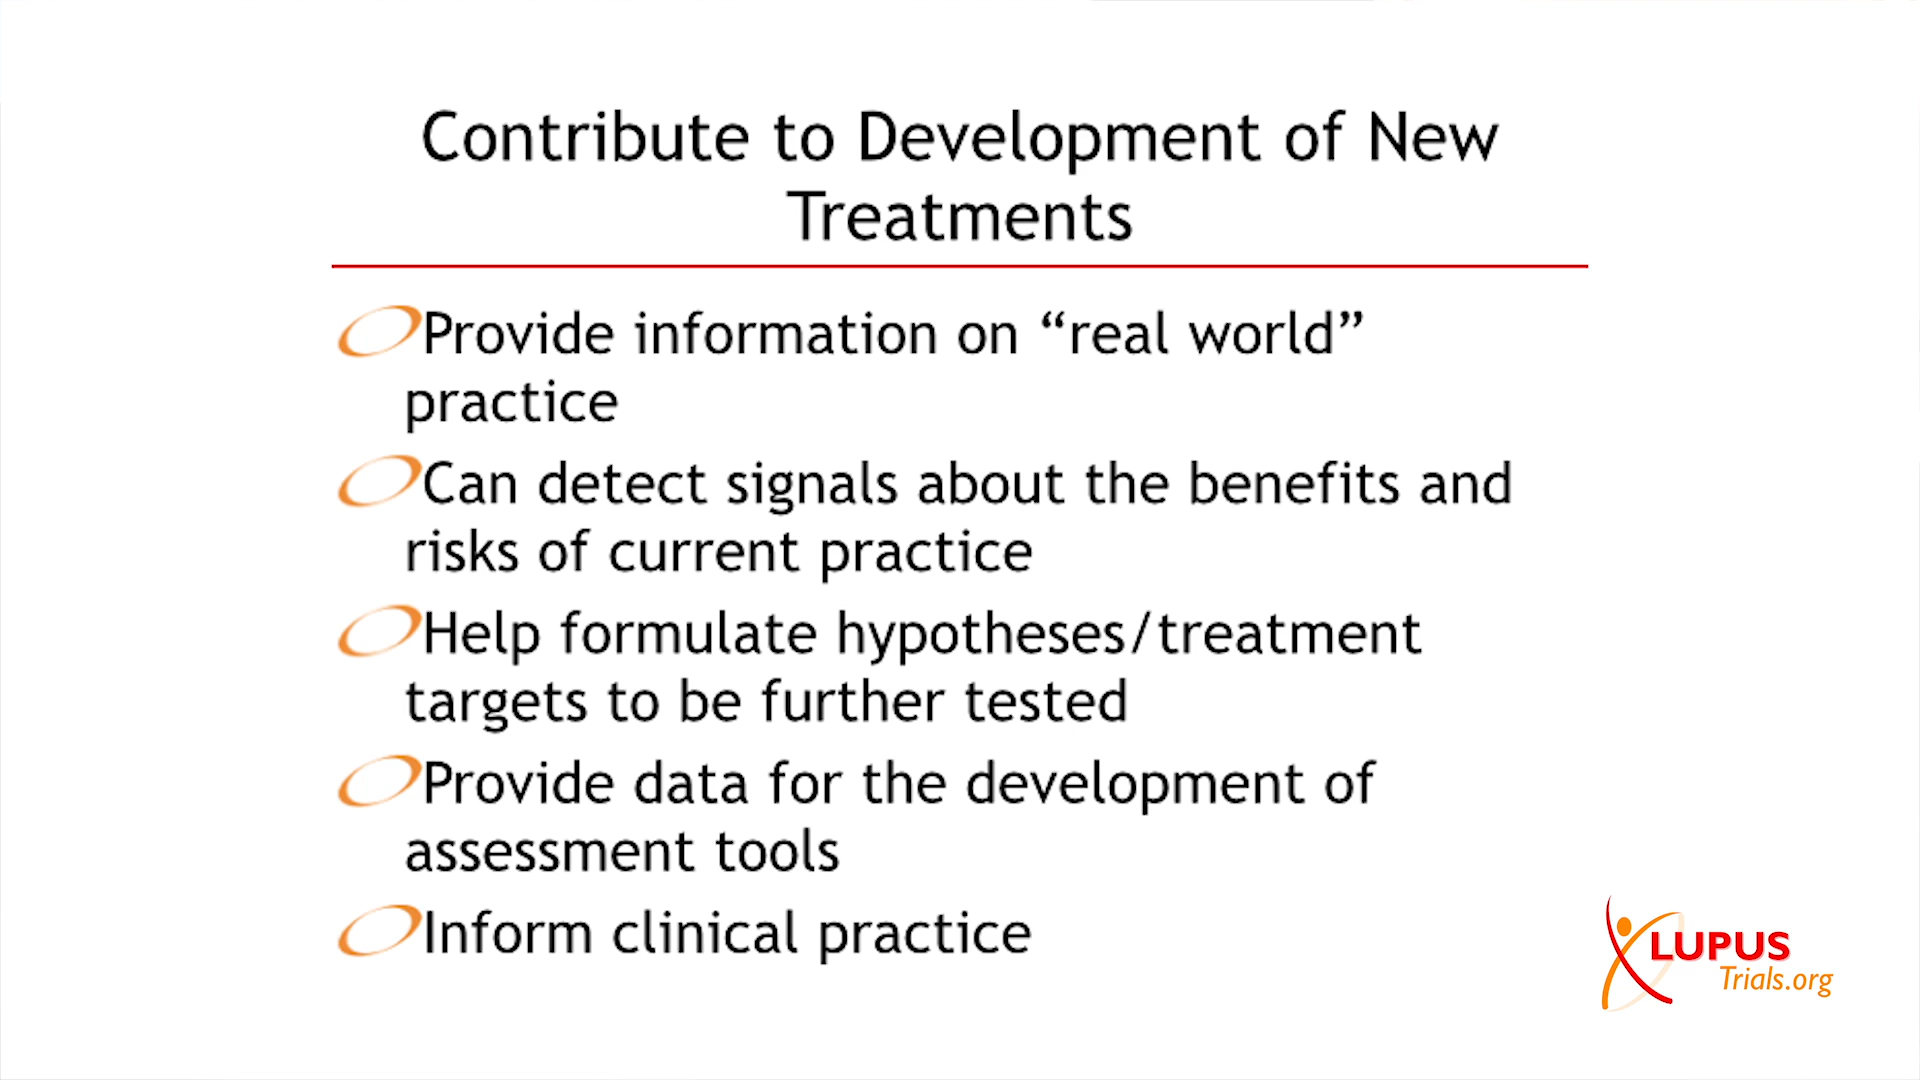 Contribute to Development of New
Treatments
Provide information on “real world”
practice
Can detect signals about the benefits and
risks of current practice
Help formulate hypotheses/treatment
targets to be further tested
Provide data for the development of
assessment tools
Inform clinical practice
LUPUS
Trials.org